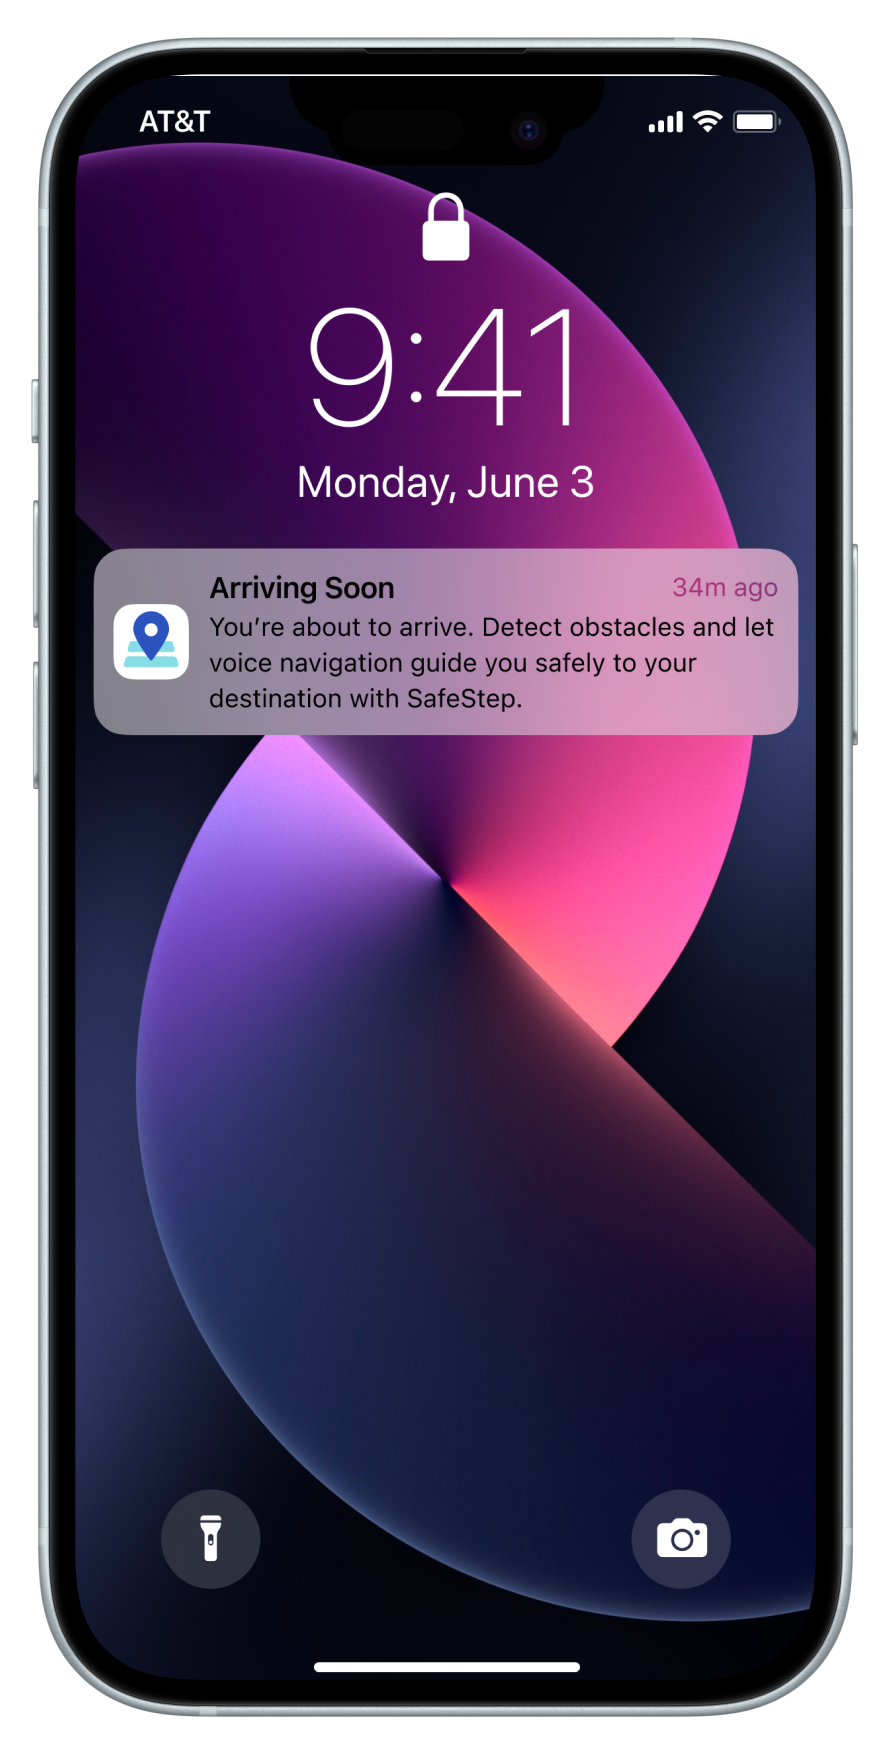 AT&T
9:41
Monday, June 3
Arriving Soon 34m ago
You’re about to arrive. Detect obstacles and let
voice navigation guide you safely to your
destination with SafeStep.